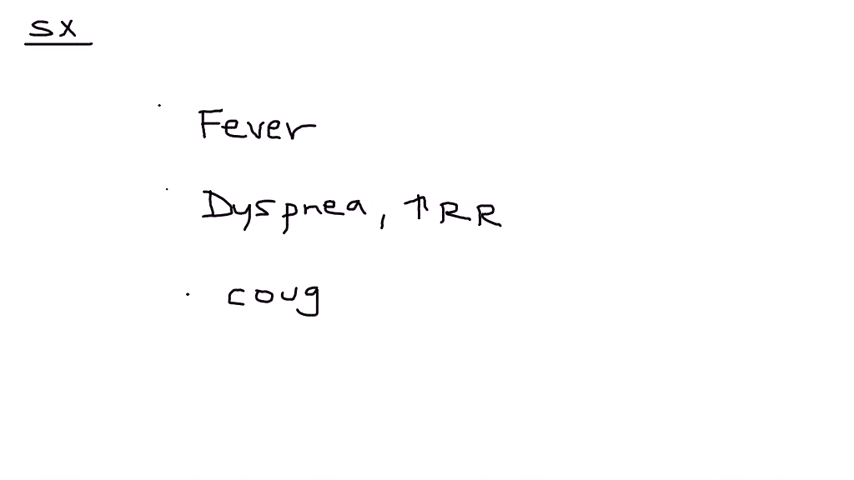 SX
· Fever
· Dyspnea, ↑RR
· coug